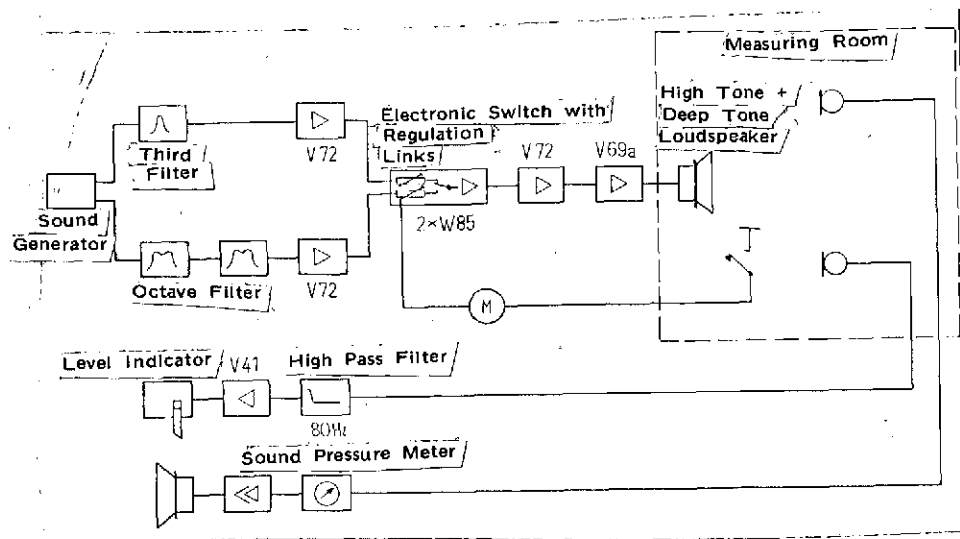 Measuring Room
High Tone +
Deep Tone
Loudspeaker
Electronic Switch with
Regulation
Links
Third
Filter
V72
V72
V69a
Sound
Generator
2×W85
Octave Filter
V72
M
Level Indicator
V41
High Pass Filter
80Hz
Sound Pressure Meter